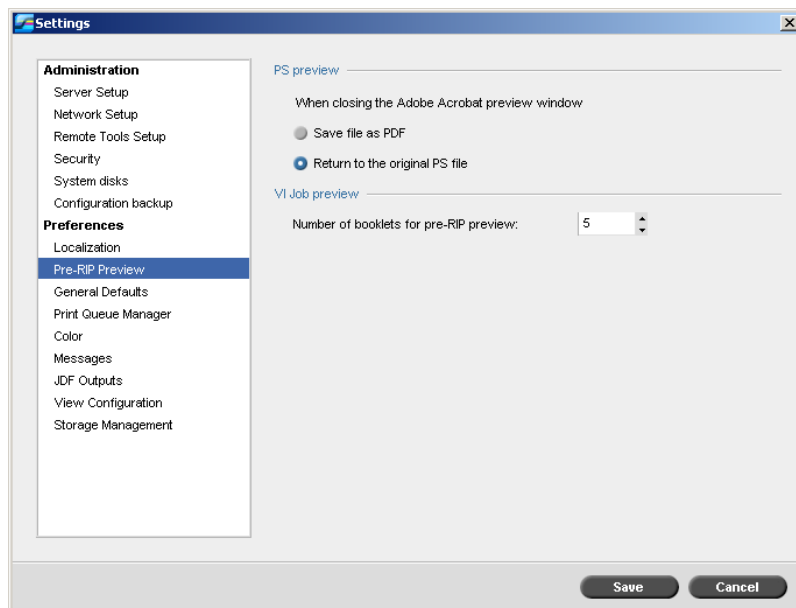 Settings
Administration
Server Setup
Network Setup
Remote Tools Setup
Security
System disks
Configuration backup
Preferences
Localization
Pre-RIP Preview
General Defaults
Print Queue Manager
Color
Messages
JDF Outputs
View Configuration
Storage Management
PS preview
When closing the Adobe Acrobat preview window
Save file as PDF
Return to the original PS file
VI Job preview
Number of booklets for pre-RIP preview: 5
Save Cancel